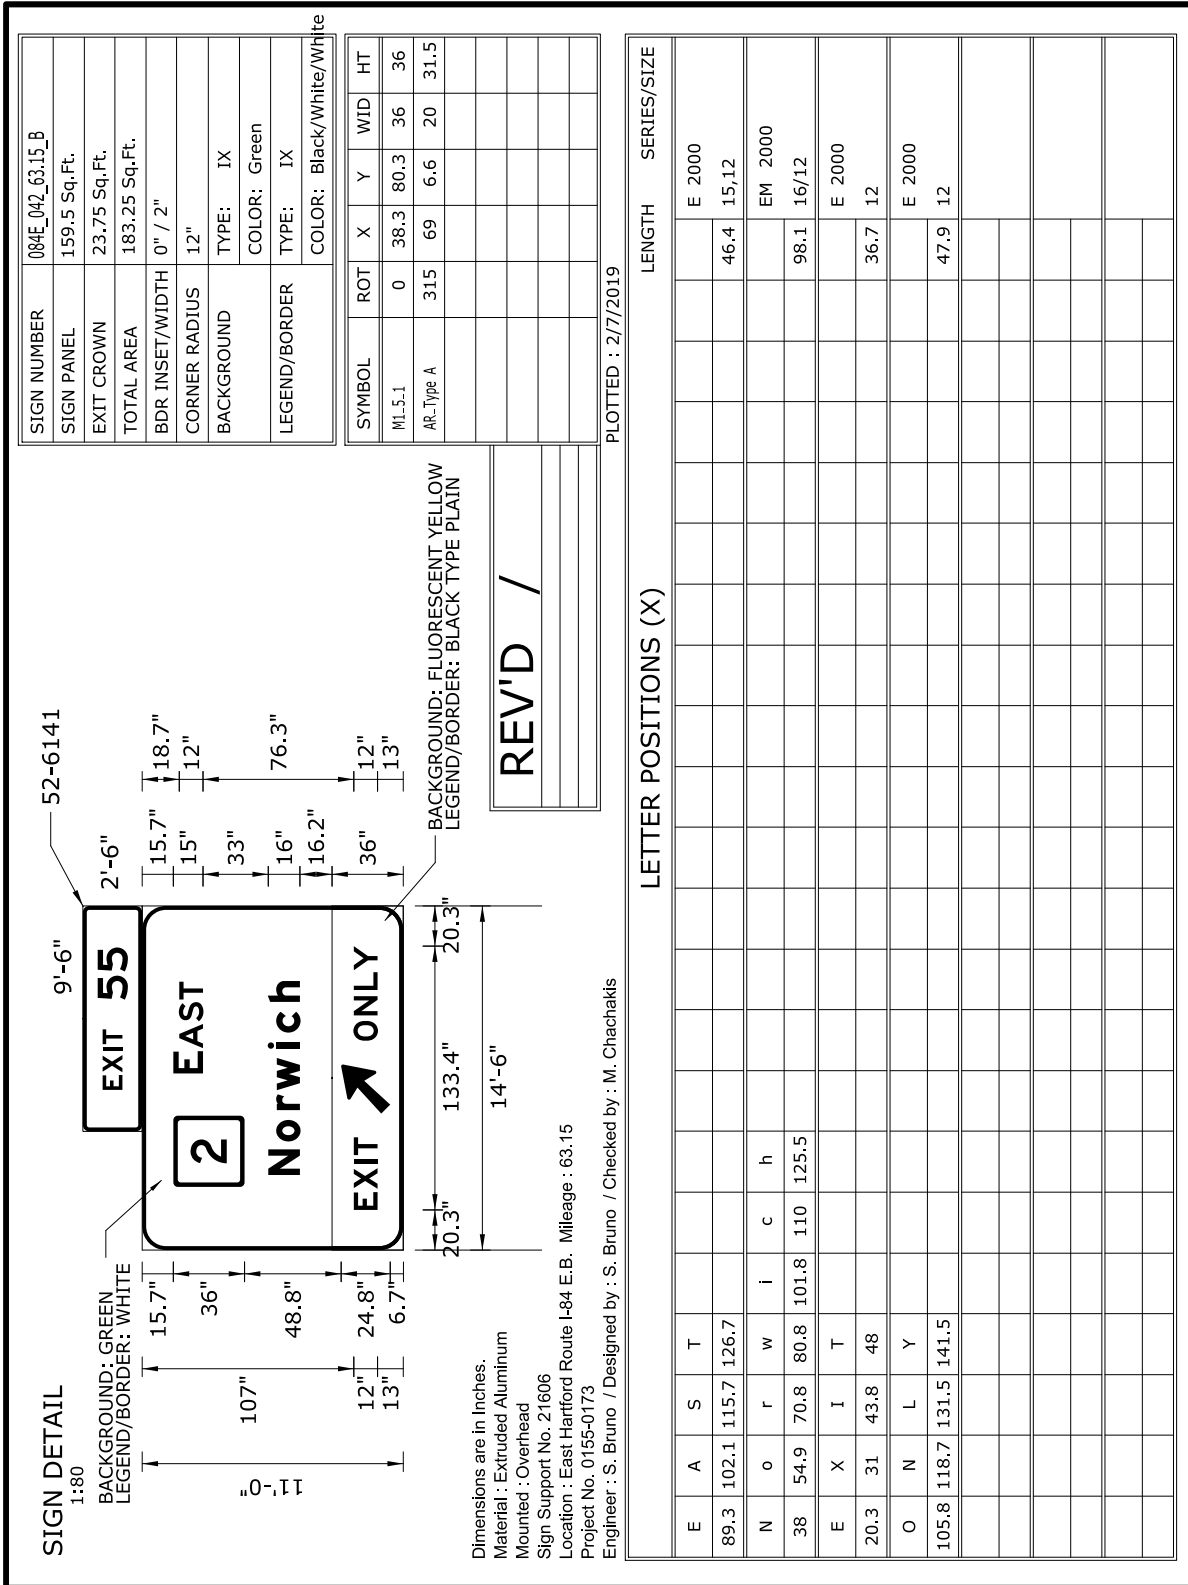 SIGN DETAIL
1:80
BACKGROUND: GREEN
LEGEND/BORDER: WHITE
9'-6"
2'-6"
52-6141
EXIT 55
2 EAST
Norwich
EXIT ONLY
11'-0"
107"
12"
13"
15.7"
36"
48.8"
24.8"
6.7"
15.7"
15"
33"
16"
16.2"
36"
18.7"
12"
76.3"
12"
13"
20.3" 133.4" 20.3"
14'-6"
BACKGROUND: FLUORESCENT YELLOW
LEGEND/BORDER: BLACK TYPE PLAIN
Dimensions are in Inches.
Material : Extruded Aluminum
Mounted : Overhead
Sign Support No. 21606
Location : East Hartford Route I-84 E.B. Mileage : 63.15
Project No. 0155-0173
Engineer : S. Bruno / Designed by : S. Bruno / Checked by : M. Chachakis
REV'D /
SIGN NUMBER 084E_042_63.15_B
SIGN PANEL 159.5 Sq.Ft.
EXIT CROWN 23.75 Sq.Ft.
TOTAL AREA 183.25 Sq.Ft.
BDR INSET/WIDTH 0" / 2"
CORNER RADIUS 12"
BACKGROUND TYPE: IX
COLOR: Green
LEGEND/BORDER TYPE: IX
COLOR: Black/White/White
SYMBOL ROT X Y WID HT
M1-5_1 0 38.3 80.3 36 36
AR-Type A 315 69 6.6 20 31.5
PLOTTED : 2/7/2019
LETTER POSITIONS (X) LENGTH SERIES/SIZE
E A S T E 2000
89.3 102.1 115.7 126.7 46.4 15,12
N o r w i c h EM 2000
38 54.9 70.8 80.8 101.8 110 125.5 98.1 16/12
E X I T E 2000
20.3 31 43.8 48 36.7 12
O N L Y E 2000
105.8 118.7 131.5 141.5 47.9 12